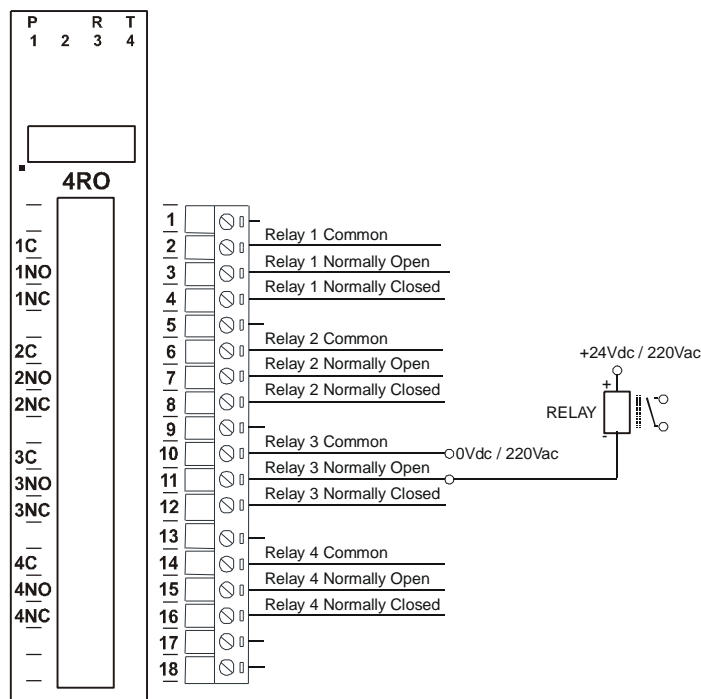 P R T
1 2 3 4
4RO
1C
1NO
1NC
2C
2NO
2NC
3C
3NO
3NC
4C
4NO
4NC
1
2 Relay 1 Common
3 Relay 1 Normally Open
4 Relay 1 Normally Closed
5
6 Relay 2 Common
7 Relay 2 Normally Open
8 Relay 2 Normally Closed
9
10 Relay 3 Common 0Vdc / 220Vac
11 Relay 3 Normally Open
12 Relay 3 Normally Closed
13
14 Relay 4 Common
15 Relay 4 Normally Open
16 Relay 4 Normally Closed
17
18
+24Vdc / 220Vac
+
RELAY
-